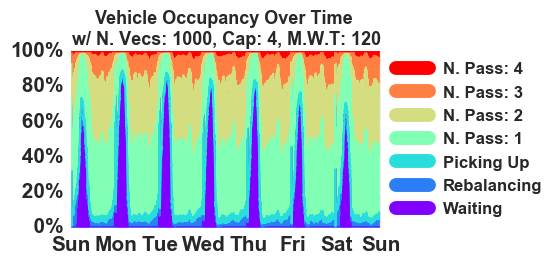 Vehicle Occupancy Over Time
w/ N. Vecs: 1000, Cap: 4, M.W.T: 120
100%
80%
60%
40%
20%
0%
Sun Mon Tue Wed Thu Fri Sat Sun
N. Pass: 4
N. Pass: 3
N. Pass: 2
N. Pass: 1
Picking Up
Rebalancing
Waiting